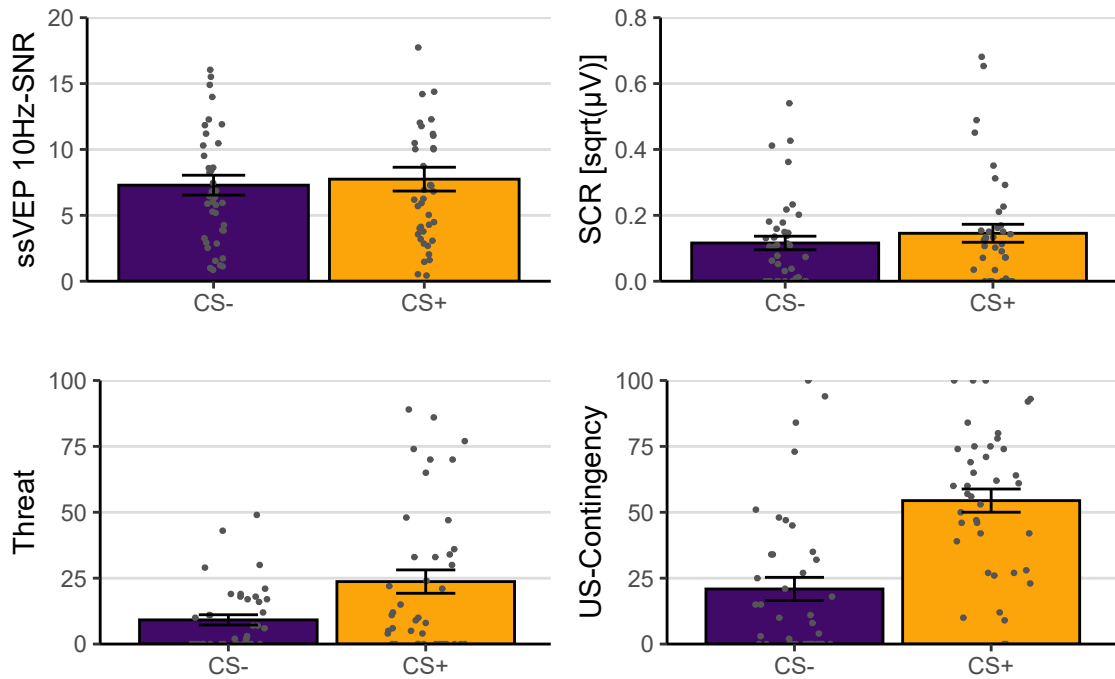 ssVEP 10Hz-SNR
20
15
10
5
0
CS-
CS+
SCR [sqrt(μV)]
0.8
0.6
0.4
0.2
0.0
CS-
CS+
Threat
100
75
50
25
0
CS-
CS+
US-Contingency
100
75
50
25
0
CS-
CS+